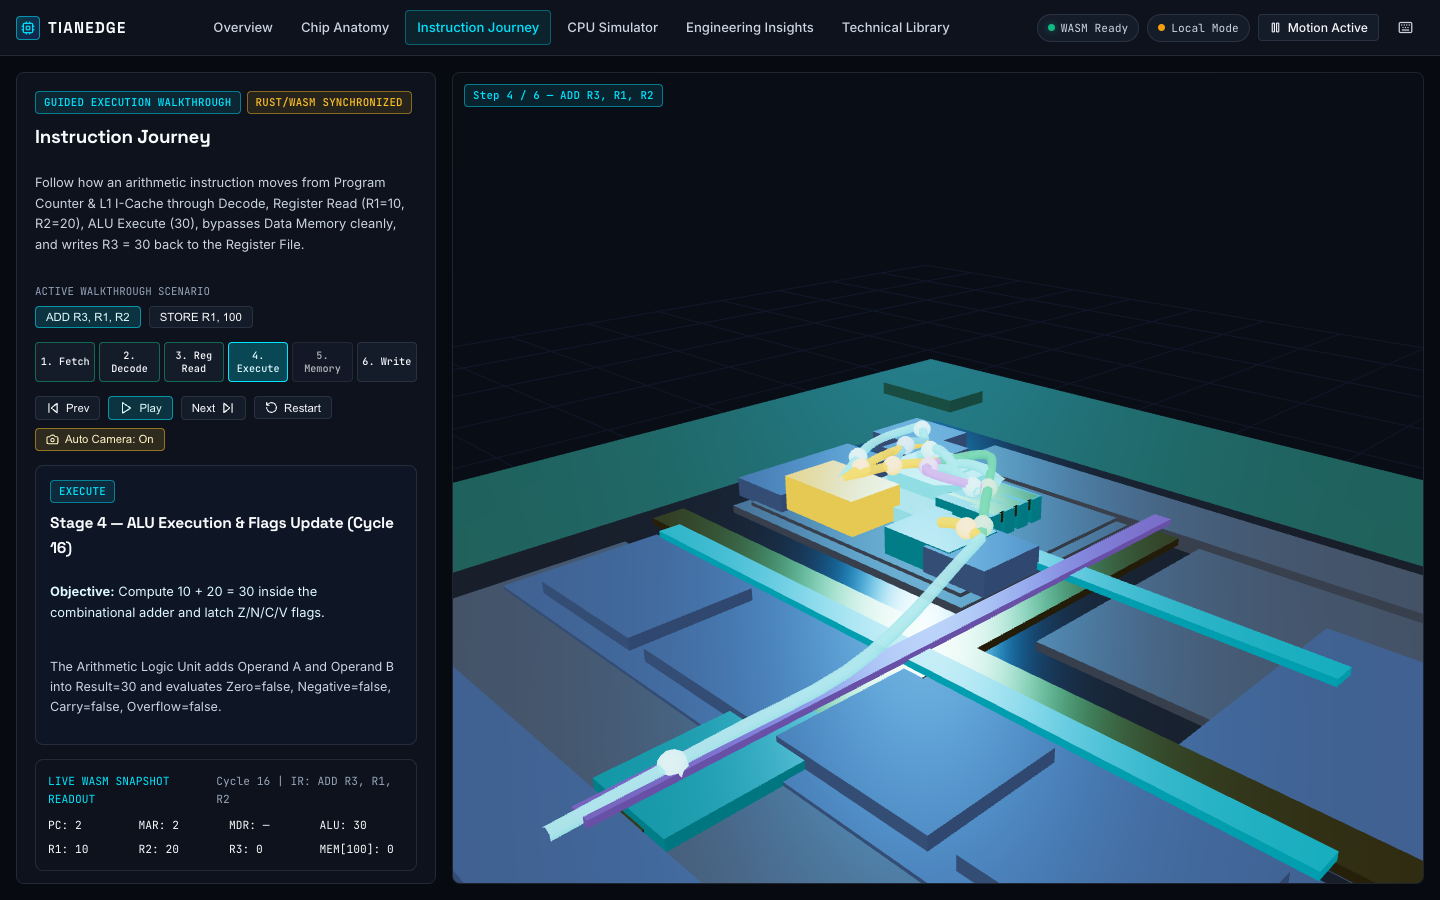 TIANEDGE
Overview
Chip Anatomy
Instruction Journey
CPU Simulator
Engineering Insights
Technical Library
WASM Ready
Local Mode
Motion Active
GUIDED EXECUTION WALKTHROUGH
RUST/WASM SYNCHRONIZED
Instruction Journey
Follow how an arithmetic instruction moves from Program
Counter & L1 I-Cache through Decode, Register Read (R1=10,
R2=20), ALU Execute (30), bypasses Data Memory cleanly,
and writes R3 = 30 back to the Register File.
ACTIVE WALKTHROUGH SCENARIO
ADD R3, R1, R2
STORE R1, 100
1. Fetch
2.
Decode
3. Reg
Read
4.
Execute
5.
Memory
6. Write
Prev
Play
Next
Restart
Auto Camera: On
EXECUTE
Stage 4 — ALU Execution & Flags Update (Cycle
16)
Objective: Compute 10 + 20 = 30 inside the
combinational adder and latch Z/N/C/V flags.
The Arithmetic Logic Unit adds Operand A and Operand B
into Result=30 and evaluates Zero=false, Negative=false,
Carry=false, Overflow=false.
LIVE WASM SNAPSHOT
READOUT
Cycle 16 | IR: ADD R3, R1,
R2
PC: 2
MAR: 2
MDR: —
ALU: 30
R1: 10
R2: 20
R3: 0
MEM[100]: 0
Step 4 / 6 — ADD R3, R1, R2